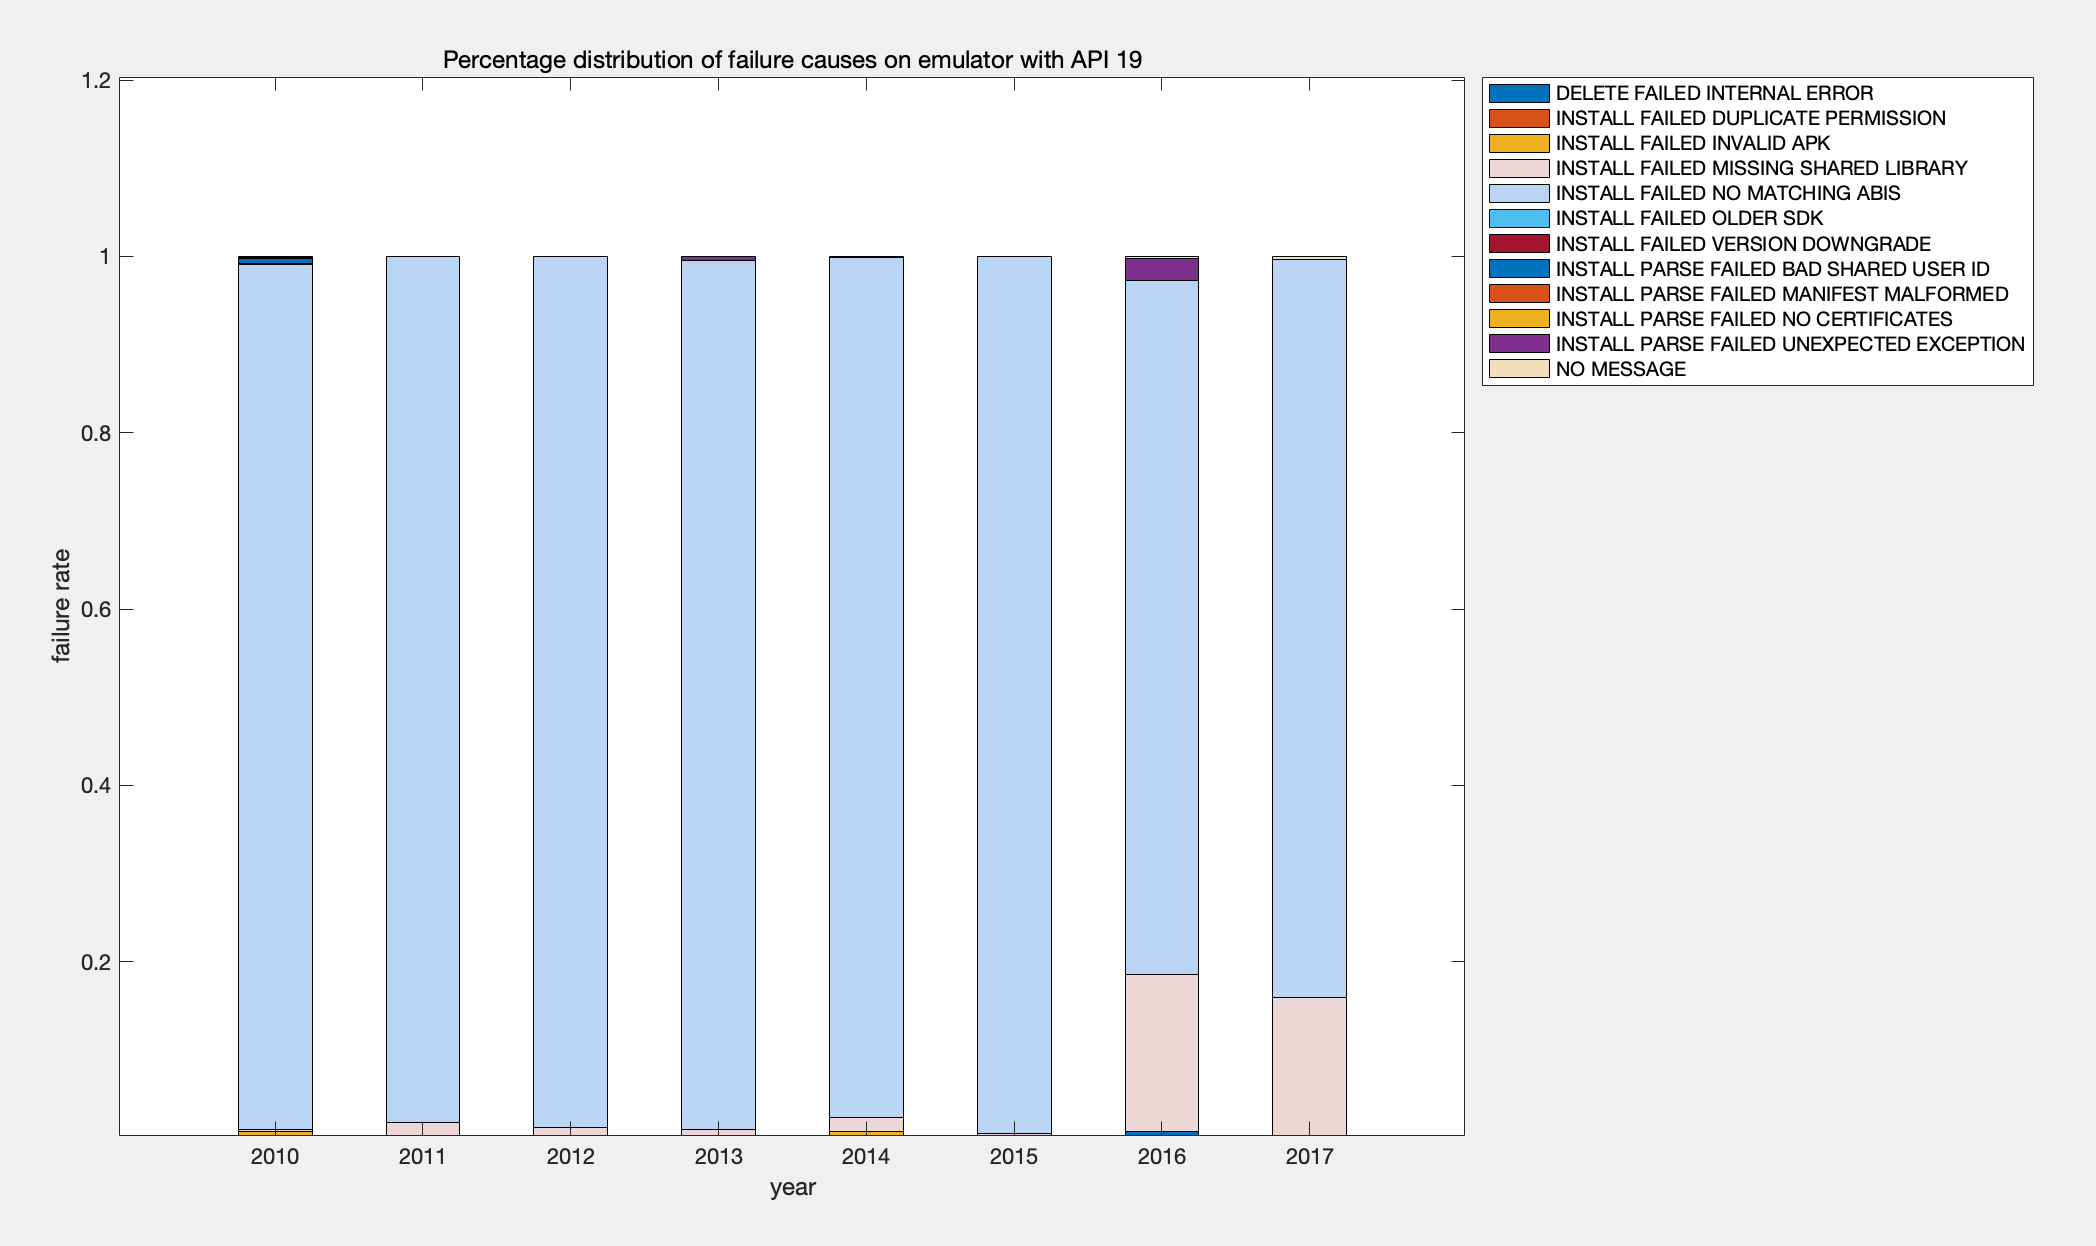 Percentage distribution of failure causes on emulator with API 19
1.2
1
0.8
0.6
0.4
0.2
failure rate
2010 2011 2012 2013 2014 2015 2016 2017
year
DELETE FAILED INTERNAL ERROR
INSTALL FAILED DUPLICATE PERMISSION
INSTALL FAILED INVALID APK
INSTALL FAILED MISSING SHARED LIBRARY
INSTALL FAILED NO MATCHING ABIS
INSTALL FAILED OLDER SDK
INSTALL FAILED VERSION DOWNGRADE
INSTALL PARSE FAILED BAD SHARED USER ID
INSTALL PARSE FAILED MANIFEST MALFORMED
INSTALL PARSE FAILED NO CERTIFICATES
INSTALL PARSE FAILED UNEXPECTED EXCEPTION
NO MESSAGE